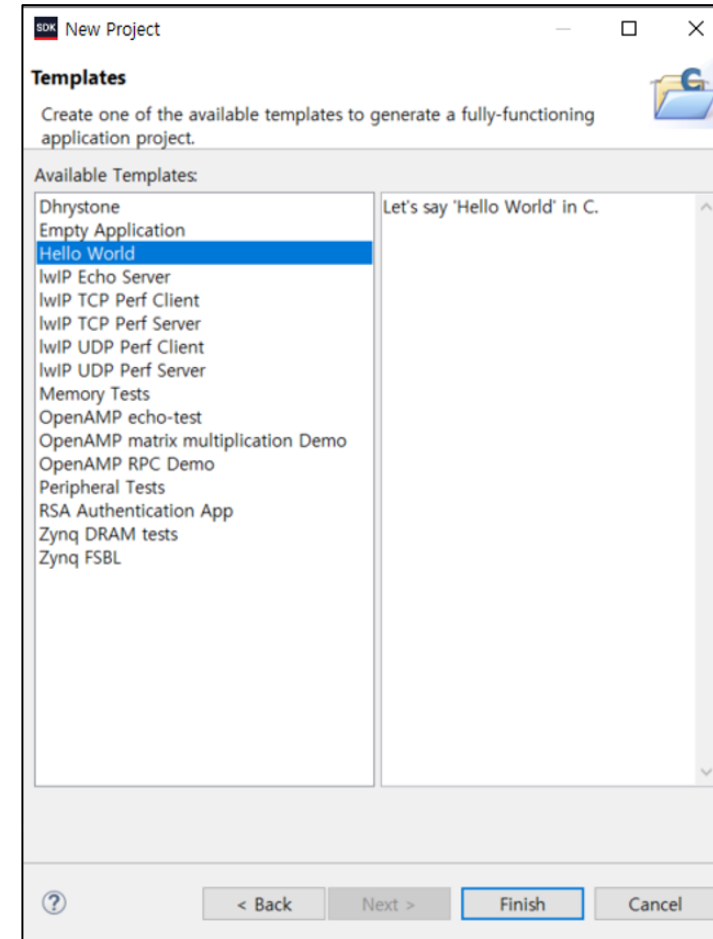 SDK New Project
Templates
Create one of the available templates to generate a fully-functioning
application project.
Available Templates:
Dhrystone
Empty Application
Hello World
lwIP Echo Server
lwIP TCP Perf Client
lwIP TCP Perf Server
lwIP UDP Perf Client
lwIP UDP Perf Server
Memory Tests
OpenAMP echo-test
OpenAMP matrix multiplication Demo
OpenAMP RPC Demo
Peripheral Tests
RSA Authentication App
Zynq DRAM tests
Zynq FSBL
Let's say 'Hello World' in C.
? < Back Next > Finish Cancel